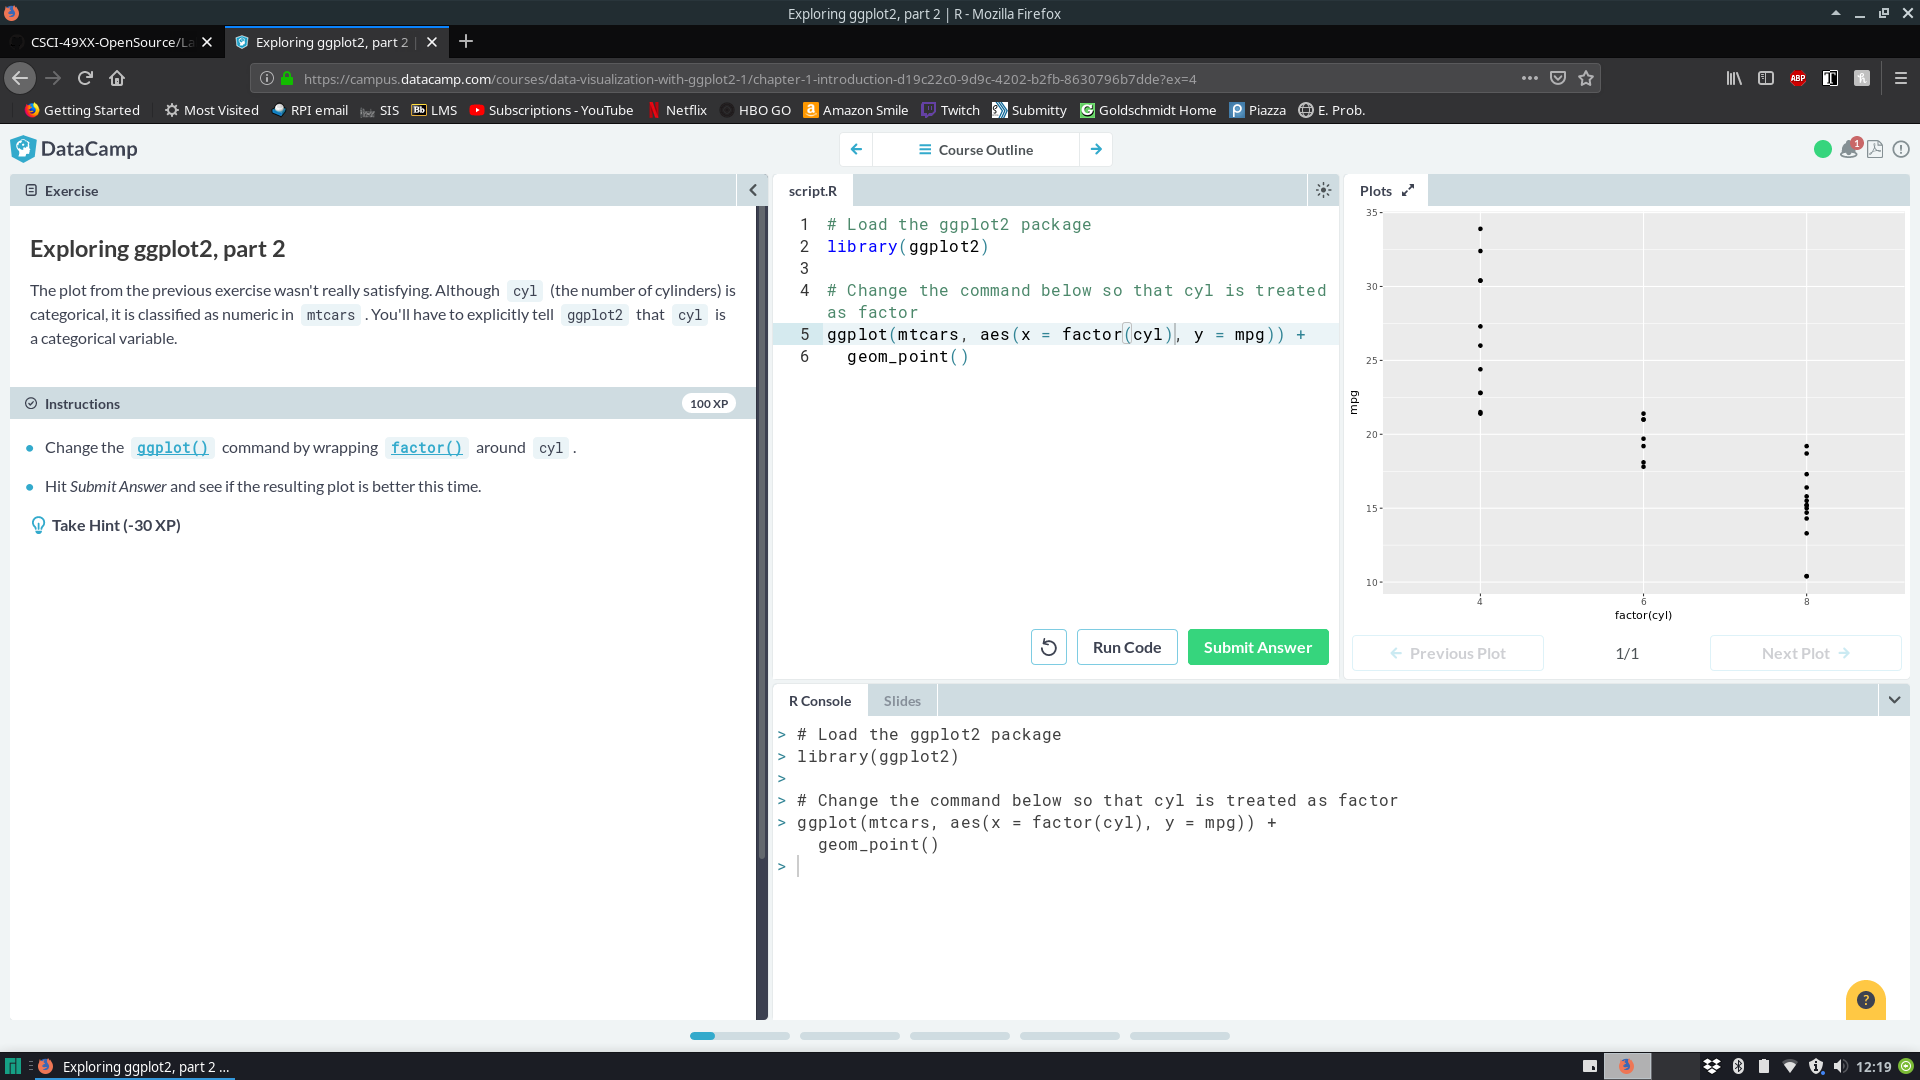 Exploring ggplot2, part 2 | R - Mozilla Firefox
CSCI-49XX-OpenSource/La
Exploring ggplot2, part 2 |
https://campus.datacamp.com/courses/data-visualization-with-ggplot2-1/chapter-1-introduction-d19c22c0-9d9c-4202-b2fb-8630796b7dde?ex=4
ABP
Getting Started Most Visited RPI email SIS Bb LMS Subscriptions - YouTube Netflix HBO GO Amazon Smile Twitch Submitty Goldschmidt Home Piazza E. Prob.
DataCamp
Course Outline
1
Exercise
Exploring ggplot2, part 2
The plot from the previous exercise wasn't really satisfying. Although cyl (the number of cylinders) is
categorical, it is classified as numeric in mtcars . You'll have to explicitly tell ggplot2 that cyl is
a categorical variable.
Instructions
100 XP
Change the ggplot() command by wrapping factor() around cyl .
Hit Submit Answer and see if the resulting plot is better this time.
Take Hint (-30 XP)
script.R
1 # Load the ggplot2 package
2 library(ggplot2)
3
4 # Change the command below so that cyl is treated
as factor
5 ggplot(mtcars, aes(x = factor(cyl), y = mpg)) +
6 geom_point()
Run Code
Submit Answer
Plots
35
30
25
20
15
10
mpg
4 6 8
factor(cyl)
Previous Plot
1/1
Next Plot
R Console
Slides
> # Load the ggplot2 package
> library(ggplot2)
>
> # Change the command below so that cyl is treated as factor
> ggplot(mtcars, aes(x = factor(cyl), y = mpg)) +
geom_point()
>
?
Exploring ggplot2, part 2 ...
12:19